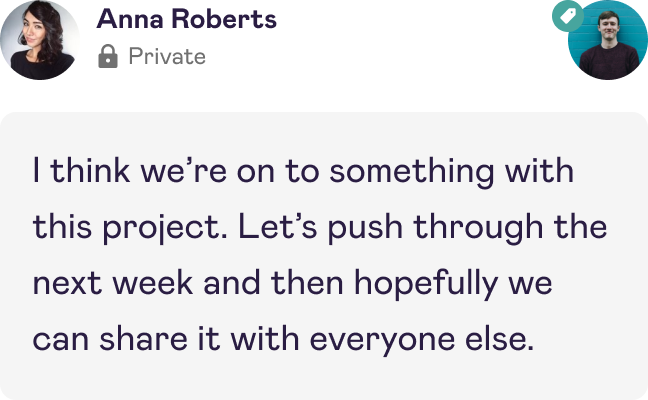 Anna Roberts
Private
I think we’re on to something with
this project. Let’s push through the
next week and then hopefully we
can share it with everyone else.